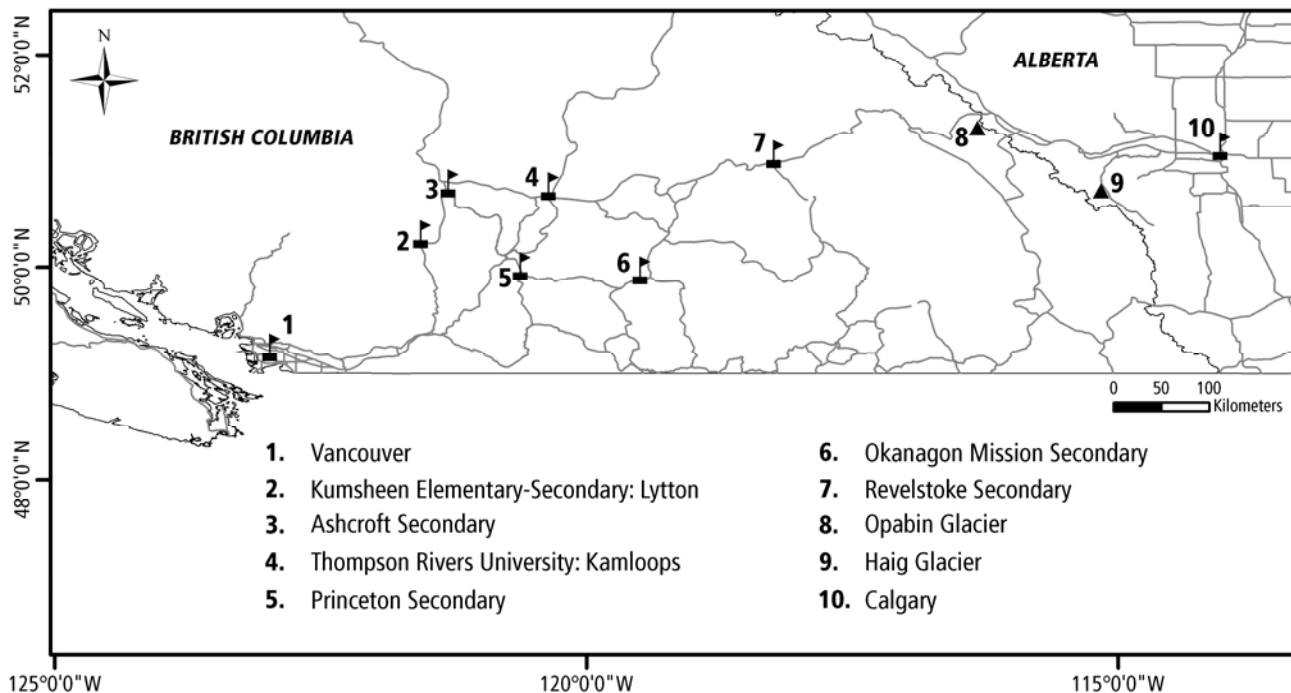 52°0'0"N
50°0'0"N
48°0'0"N
N
BRITISH COLUMBIA
ALBERTA
1
2
3
4
5
6
7
8
9
10
0 50 100
Kilometers
1. Vancouver
2. Kumsheen Elementary-Secondary: Lytton
3. Ashcroft Secondary
4. Thompson Rivers University: Kamloops
5. Princeton Secondary
6. Okanagon Mission Secondary
7. Revelstoke Secondary
8. Opabin Glacier
9. Haig Glacier
10. Calgary
125°0'0"W
120°0'0"W
115°0'0"W